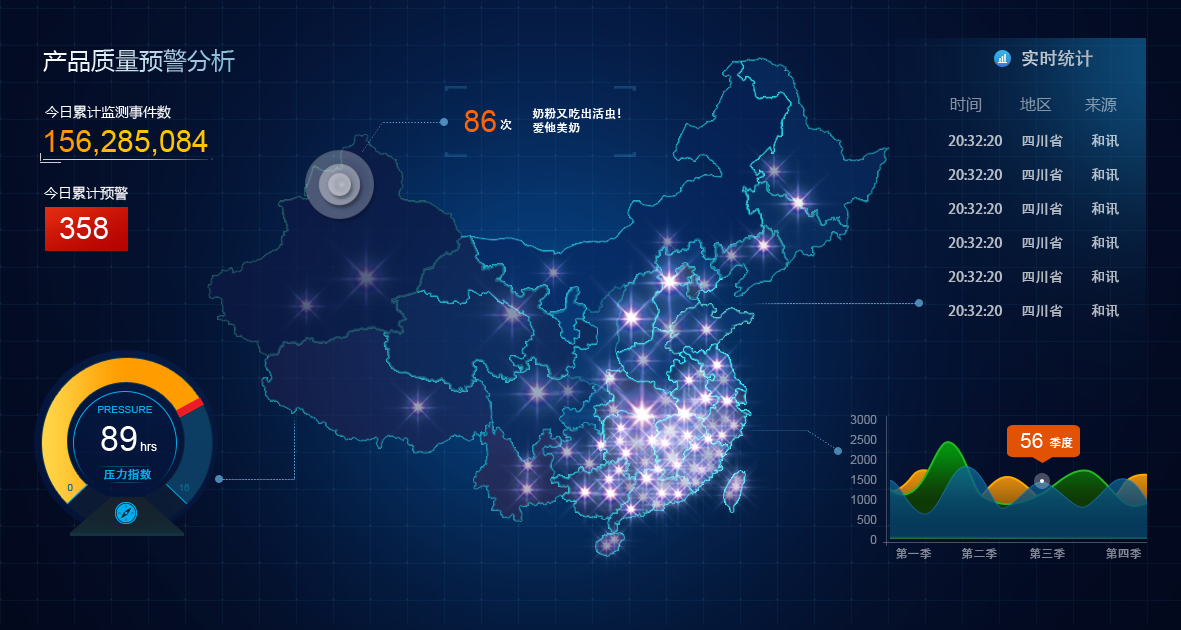 产品质量预警分析
今日累计监测事件数
156,285,084
今日累计预警
358
86次
奶粉又吃出活虫!
爱他美奶
实时统计
时间 地区 来源
20:32:20 四川省 和讯
20:32:20 四川省 和讯
20:32:20 四川省 和讯
20:32:20 四川省 和讯
20:32:20 四川省 和讯
20:32:20 四川省 和讯
PRESSURE
89 hrs
压力指数
0 16
3000
2500
2000
1500
1000
500
0
56 季度
第一季 第二季 第三季 第四季